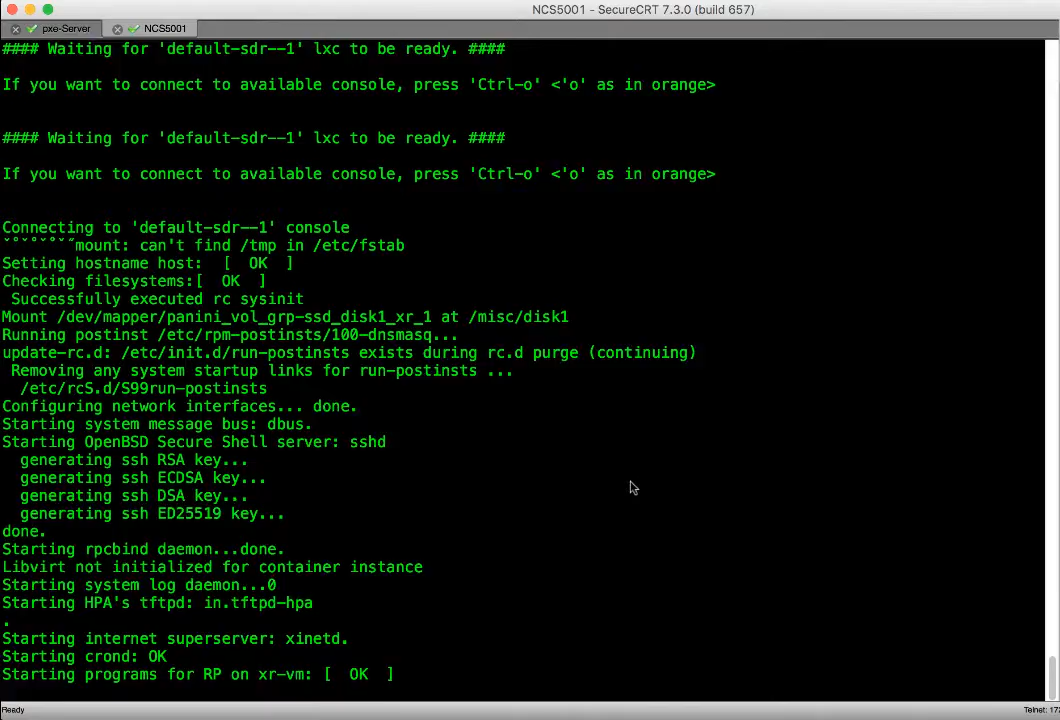 NCS5001 - SecureCRT 7.3.0 (build 657)
pxe-Server
NCS5001
#### Waiting for 'default-sdr--1' lxc to be ready. ####
If you want to connect to available console, press 'Ctrl-o' <'o' as in orange>
#### Waiting for 'default-sdr--1' lxc to be ready. ####
If you want to connect to available console, press 'Ctrl-o' <'o' as in orange>
Connecting to 'default-sdr--1' console
mount: can't find /tmp in /etc/fstab
Setting hostname host:  [  OK  ]
Checking filesystems:[  OK  ]
Successfully executed rc sysinit
Mount /dev/mapper/panini_vol_grp-ssd_disk1_xr_1 at /misc/disk1
Running postinst /etc/rpm-postinsts/100-dnsmasq...
update-rc.d: /etc/init.d/run-postinsts exists during rc.d purge (continuing)
Removing any system startup links for run-postinsts ...
/etc/rcS.d/S99run-postinsts
Configuring network interfaces... done.
Starting system message bus: dbus.
Starting OpenBSD Secure Shell server: sshd
generating ssh RSA key...
generating ssh ECDSA key...
generating ssh DSA key...
generating ssh ED25519 key...
done.
Starting rpcbind daemon...done.
Libvirt not initialized for container instance
Starting system log daemon...0
Starting HPA's tftpd: in.tftpd-hpa
.
Starting internet superserver: xinetd.
Starting crond: OK
Starting programs for RP on xr-vm: [  OK  ]
Ready
Telnet: 17